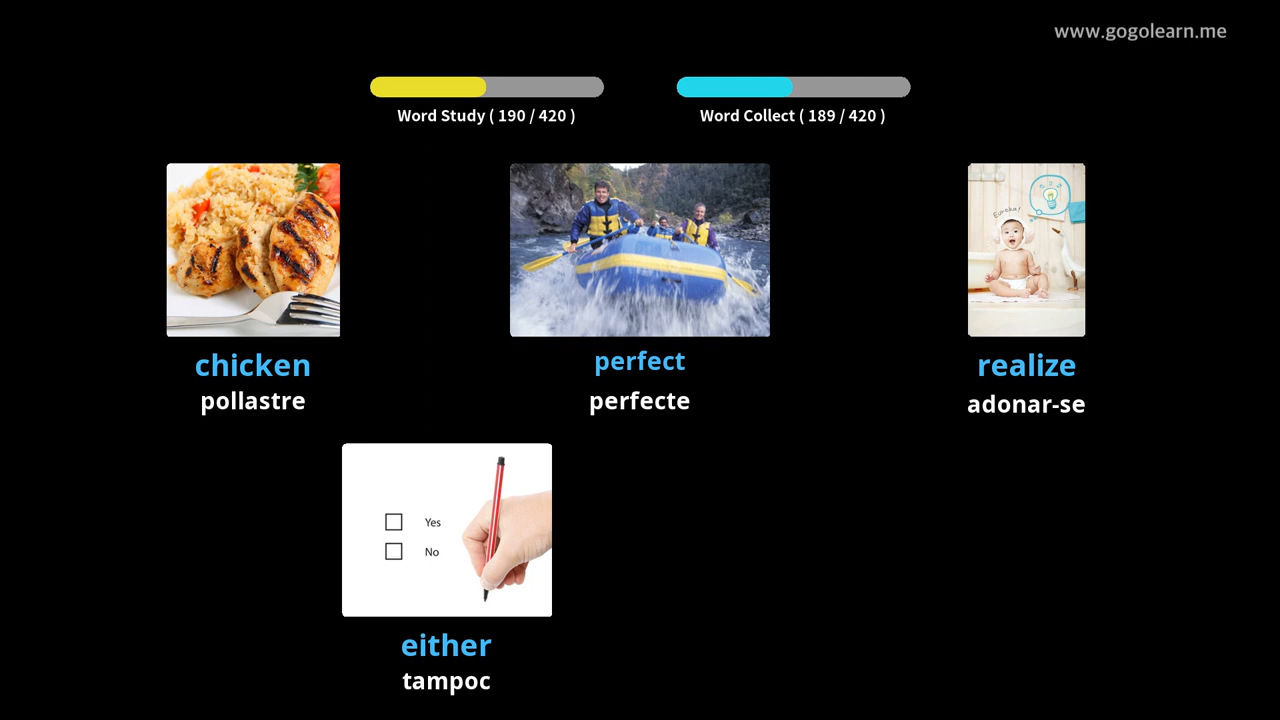 www.gogolearn.me
Word Study ( 190 / 420 )
Word Collect ( 189 / 420 )
Eureka!
chicken
pollastre
perfect
perfecte
realize
adonar-se
Yes
No
either
tampoc